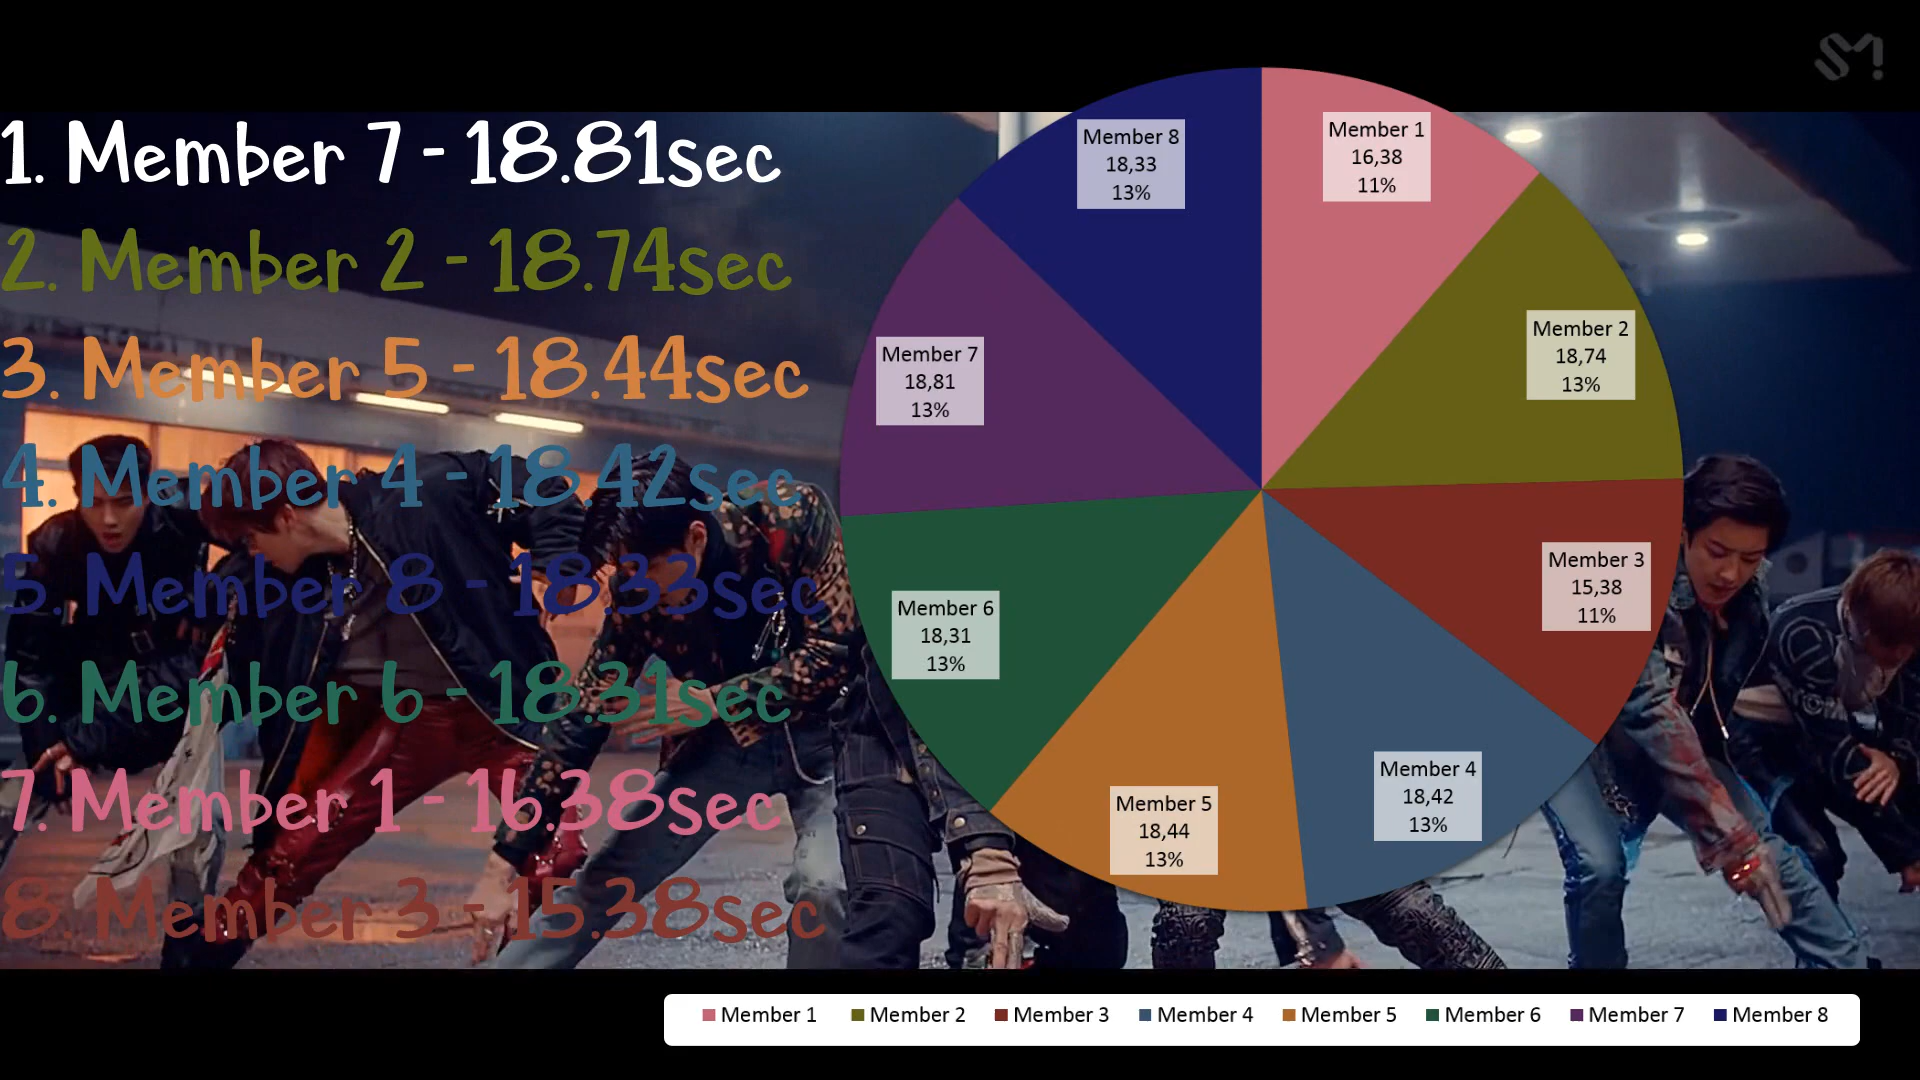 SM!
1. Member 7 - 18.81sec
2. Member 2 - 18.74sec
3. Member 5 - 18.44sec
4. Member 4 - 18.42sec
5. Member 8 - 18.33sec
6. Member 6 - 18.31sec
7. Member 1 - 16.38sec
8. Member 3 - 15.38sec
Member 1
16,38
11%
Member 2
18,74
13%
Member 3
15,38
11%
Member 4
18,42
13%
Member 5
18,44
13%
Member 6
18,31
13%
Member 7
18,81
13%
Member 8
18,33
13%
Member 1 Member 2 Member 3 Member 4 Member 5 Member 6 Member 7 Member 8